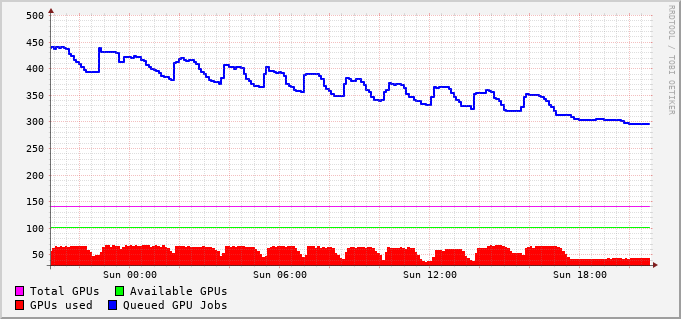 500
450
400
350
300
250
200
150
100
50
Sun 00:00 Sun 06:00 Sun 12:00 Sun 18:00
Total GPUs Available GPUs
GPUs used Queued GPU Jobs
RRDTOOL / TOBI OETIKER